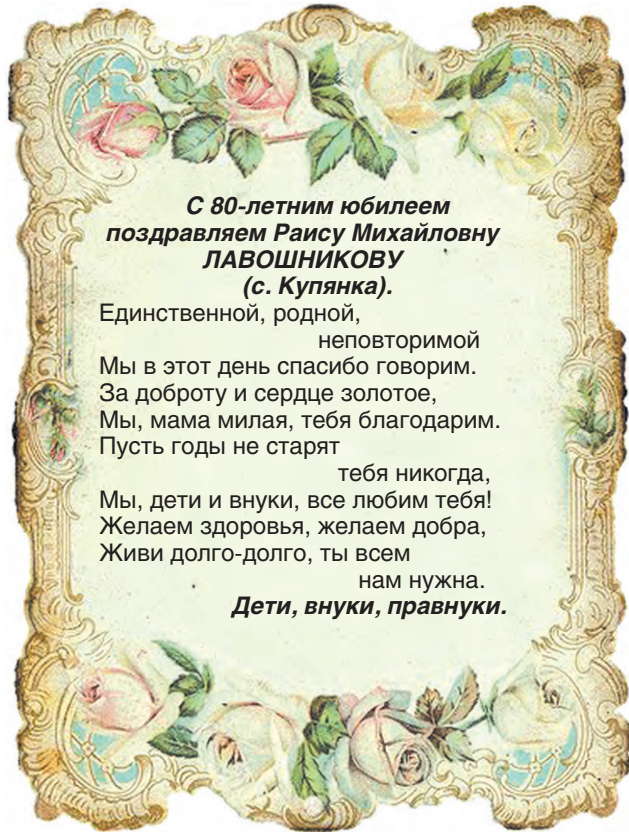 С 80-летним юбилеем
поздравляем Раису Михайловну
ЛАВОШНИКОВУ
(с. Купянка).
Единственной, родной,
неповторимой
Мы в этот день спасибо говорим.
За доброту и сердце золотое,
Мы, мама милая, тебя благодарим.
Пусть годы не старят
тебя никогда,
Мы, дети и внуки, все любим тебя!
Желаем здоровья, желаем добра,
Живи долго-долго, ты всем
нам нужна.
Дети, внуки, правнуки.